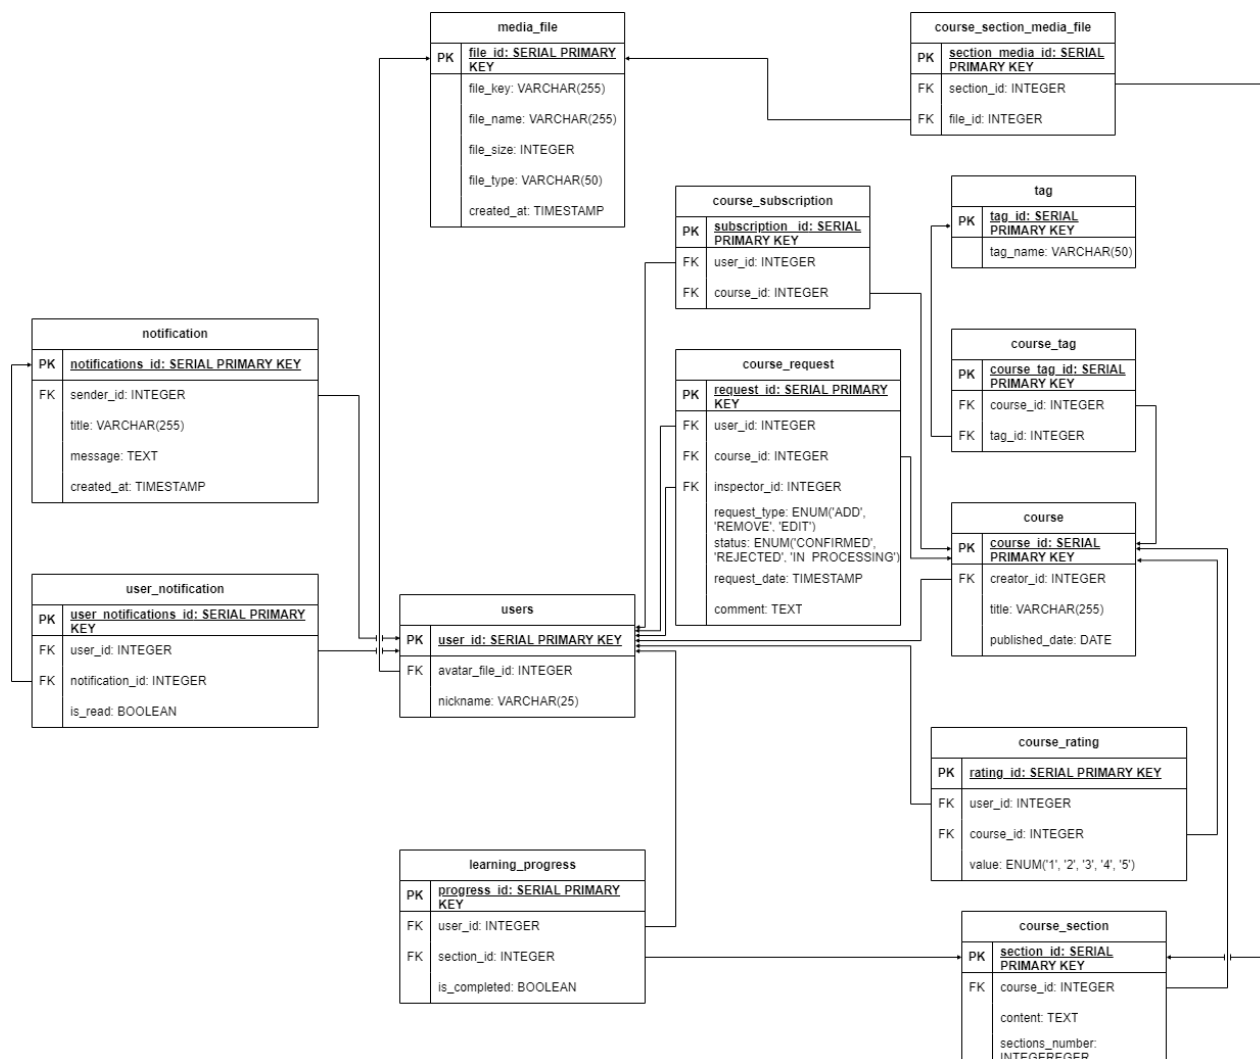 media_file
PK
file_id: SERIAL PRIMARY
KEY
file_key: VARCHAR(255)
file_name: VARCHAR(255)
file_size: INTEGER
file_type: VARCHAR(50)
created_at: TIMESTAMP
course_section_media_file
PK
section_media_id: SERIAL
PRIMARY KEY
FK
section_id: INTEGER
FK
file_id: INTEGER
course_subscription
PK
subscription_id: SERIAL
PRIMARY KEY
FK
user_id: INTEGER
FK
course_id: INTEGER
tag
PK
tag_id: SERIAL
PRIMARY KEY
tag_name: VARCHAR(50)
notification
PK
notifications_id: SERIAL PRIMARY KEY
FK
sender_id: INTEGER
title: VARCHAR(255)
message: TEXT
created_at: TIMESTAMP
course_request
PK
request_id: SERIAL PRIMARY
KEY
FK
user_id: INTEGER
FK
course_id: INTEGER
FK
inspector_id: INTEGER
request_type: ENUM('ADD',
'REMOVE', 'EDIT')
status: ENUM('CONFIRMED',
'REJECTED', 'IN_PROCESSING')
request_date: TIMESTAMP
comment: TEXT
course_tag
PK
course_tag_id: SERIAL
PRIMARY KEY
FK
course_id: INTEGER
FK
tag_id: INTEGER
course
PK
course_id: SERIAL
PRIMARY KEY
FK
creator_id: INTEGER
title: VARCHAR(255)
published_date: DATE
user_notification
PK
user_notifications_id: SERIAL PRIMARY
KEY
FK
user_id: INTEGER
FK
notification_id: INTEGER
is_read: BOOLEAN
users
PK
user_id: SERIAL PRIMARY KEY
FK
avatar_file_id: INTEGER
nickname: VARCHAR(25)
course_rating
PK
rating_id: SERIAL PRIMARY KEY
FK
user_id: INTEGER
FK
course_id: INTEGER
value: ENUM('1', '2', '3', '4', '5')
learning_progress
PK
progress_id: SERIAL PRIMARY
KEY
FK
user_id: INTEGER
FK
section_id: INTEGER
is_completed: BOOLEAN
course_section
PK
section_id: SERIAL
PRIMARY KEY
FK
course_id: INTEGER
content: TEXT
sections_number:
INTEGEREGER